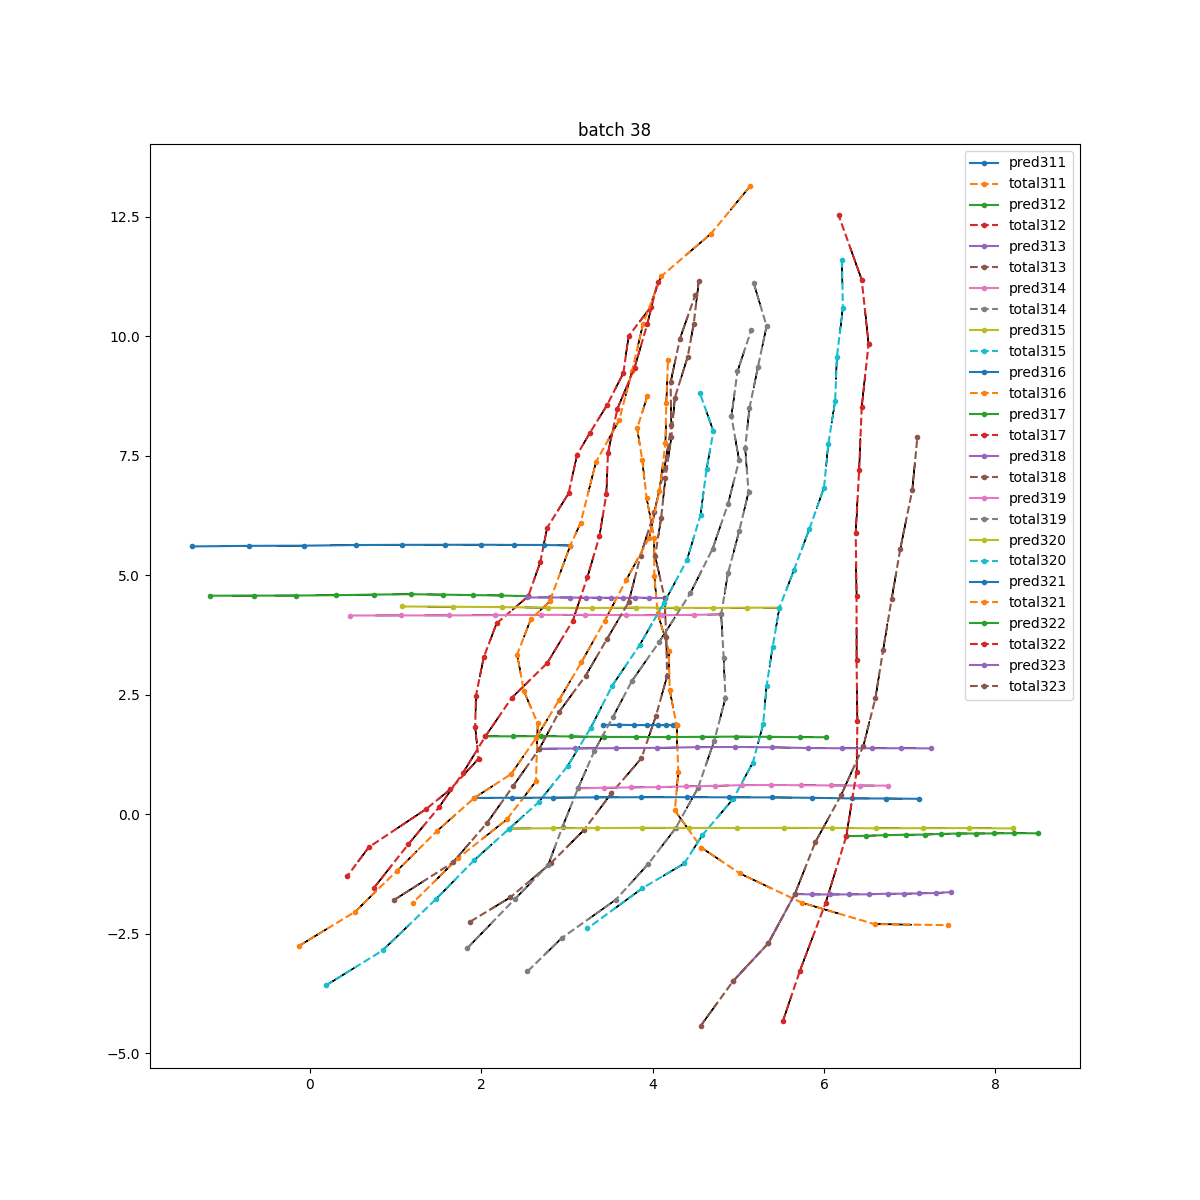 batch 38
pred311
total311
pred312
total312
pred313
total313
pred314
total314
pred315
total315
pred316
total316
pred317
total317
pred318
total318
pred319
total319
pred320
total320
pred321
total321
pred322
total322
pred323
total323
12.5
10.0
7.5
5.0
2.5
0.0
−2.5
−5.0
0 2 4 6 8